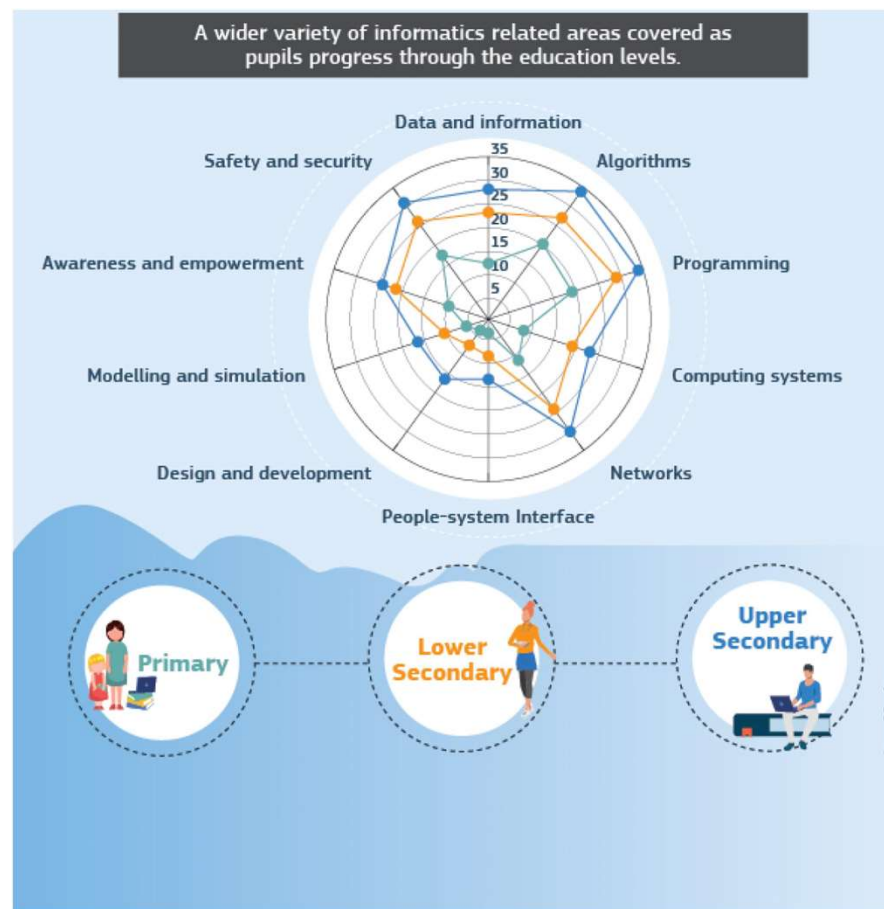 A wider variety of informatics related areas covered as
pupils progress through the education levels.
Data and information
Safety and security
35
Algorithms
30
25
20
15
10
5
Awareness and empowerment
Programming
Modelling and simulation
Computing systems
Design and development
Networks
People-system Interface
Primary
Lower
Secondary
Upper
Secondary